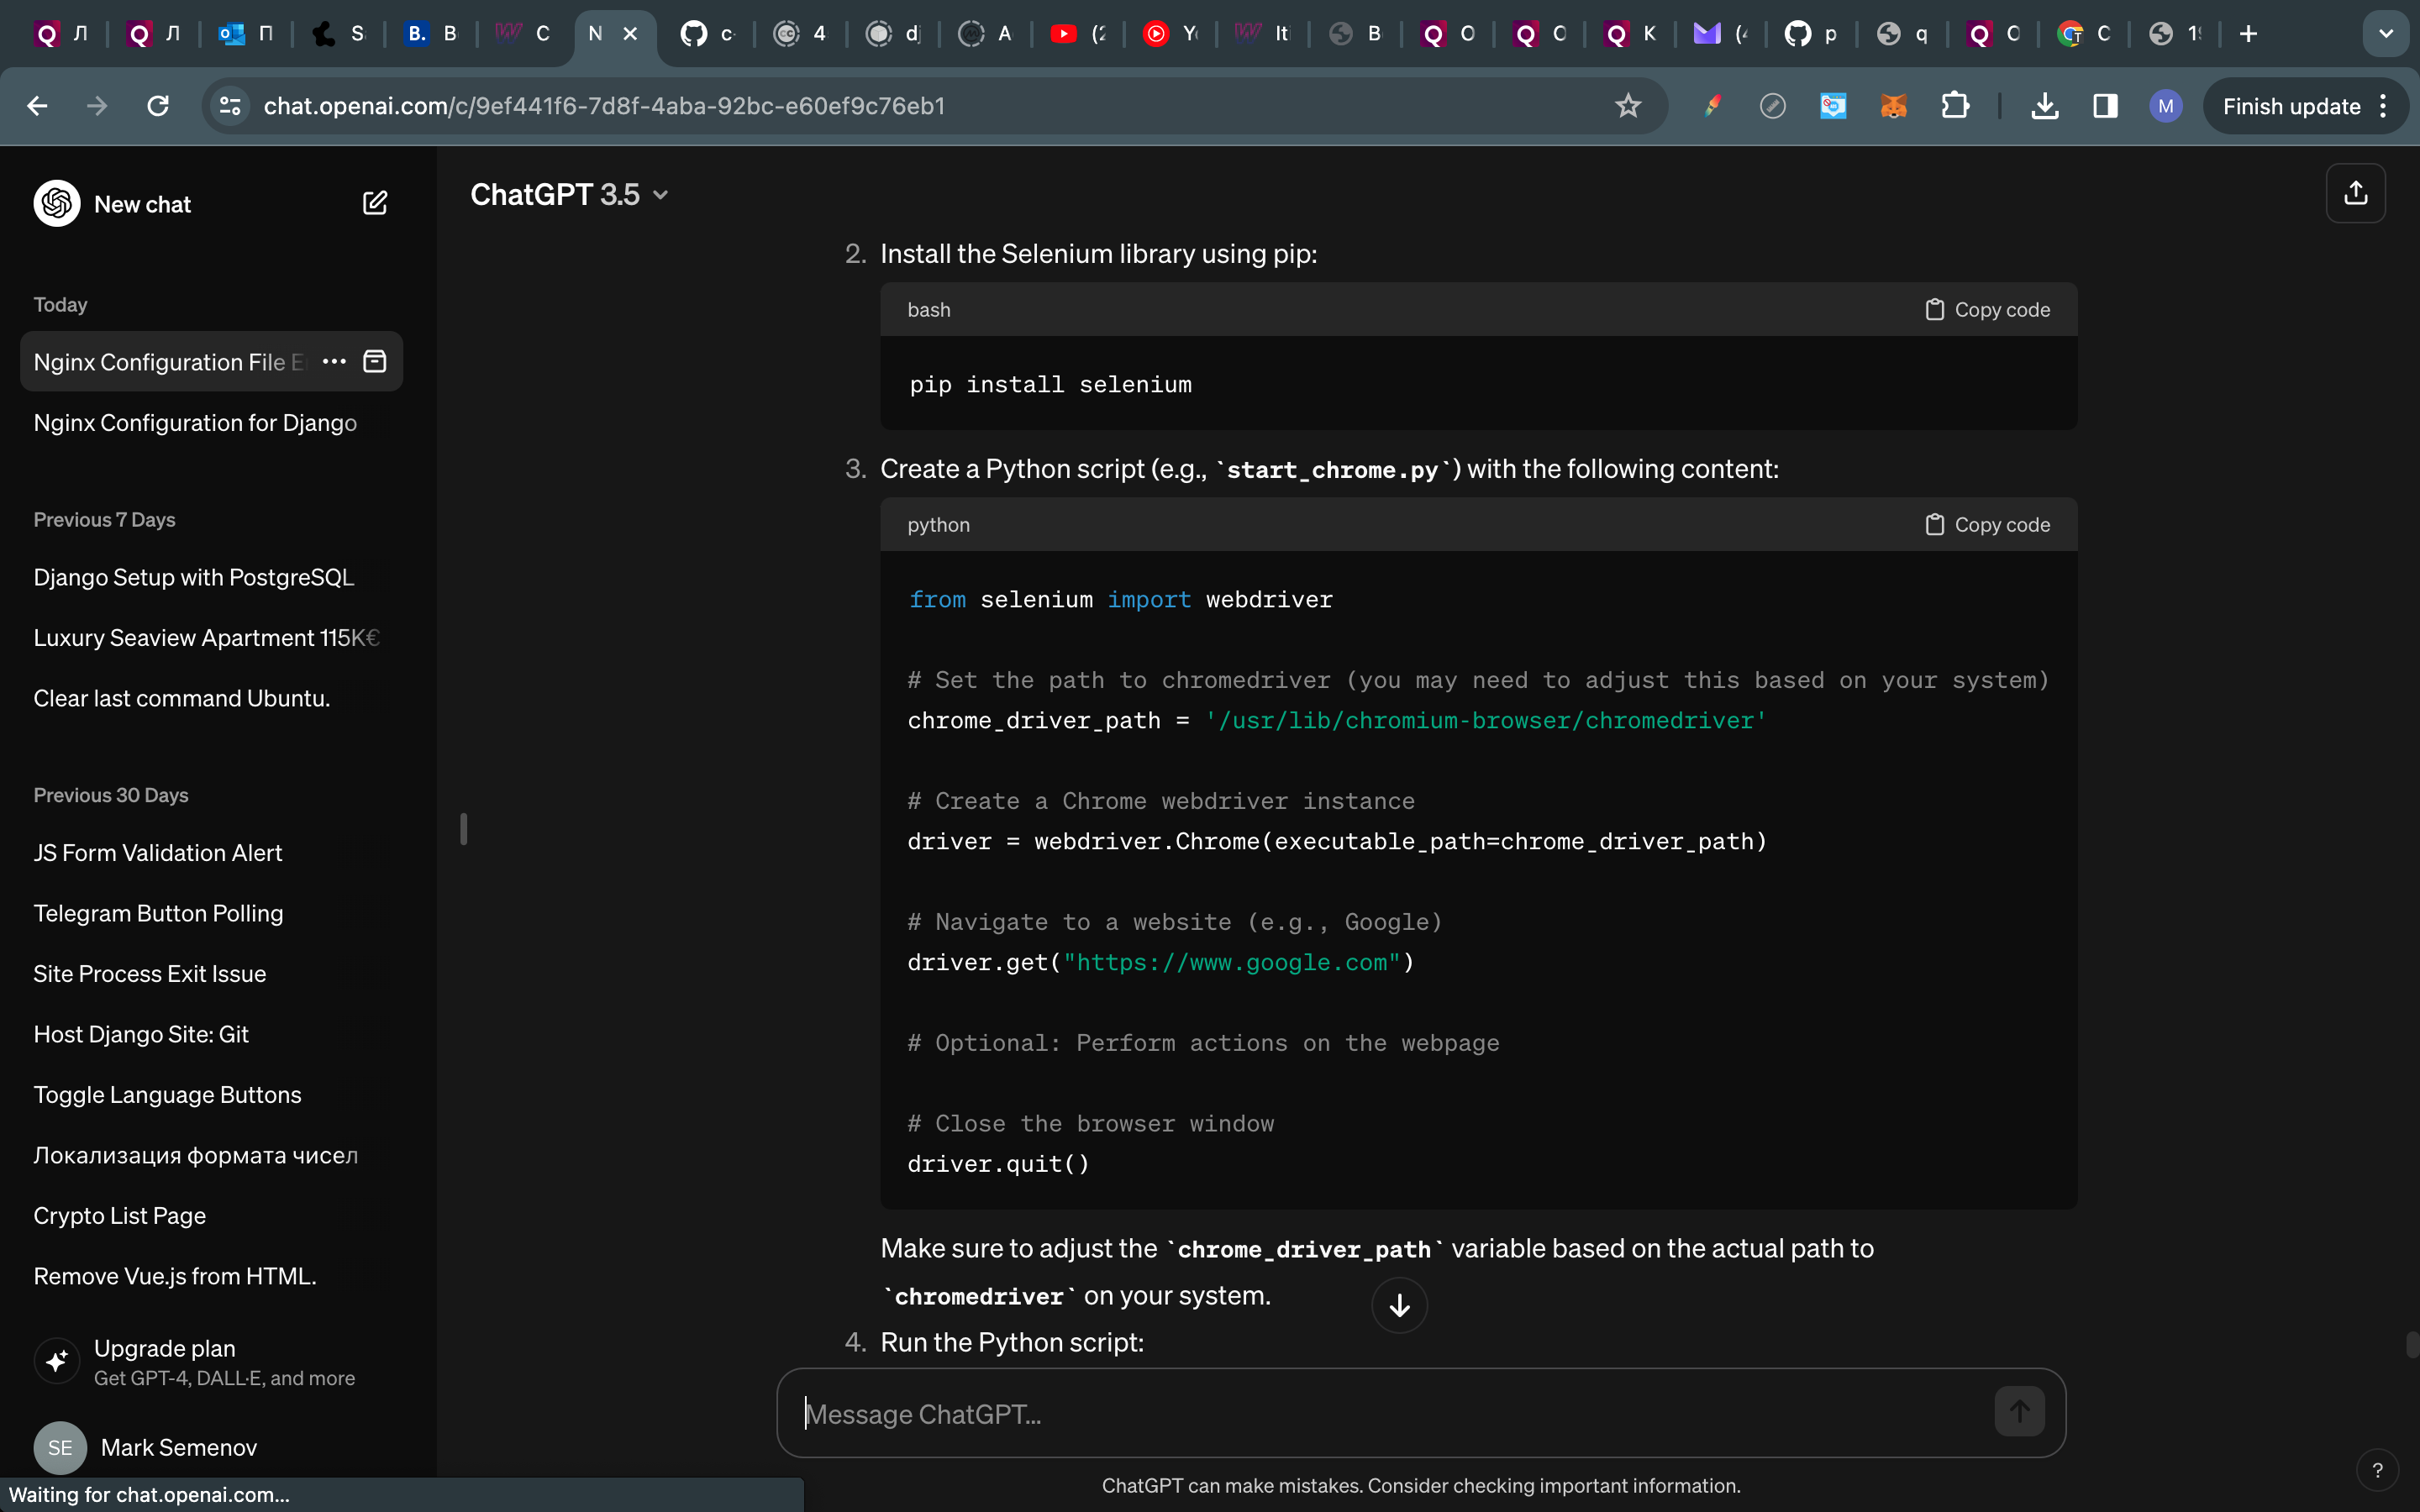 Л
Л
П
S
B. B
C
N
c-
4
dj
A
(2
Y
Iti
B
O
O
K
(4
p
q
O
C
19
chat.openai.com/c/9ef441f6-7d8f-4aba-92bc-e60ef9c76eb1
M
Finish update
New chat
Today
Nginx Configuration File E
Nginx Configuration for Django
Previous 7 Days
Django Setup with PostgreSQL
Luxury Seaview Apartment 115K€
Clear last command Ubuntu.
Previous 30 Days
JS Form Validation Alert
Telegram Button Polling
Site Process Exit Issue
Host Django Site: Git
Toggle Language Buttons
Локализация формата чисел
Crypto List Page
Remove Vue.js from HTML.
Upgrade plan
Get GPT-4, DALL·E, and more
SE Mark Semenov
Waiting for chat.openai.com...
ChatGPT 3.5
2. Install the Selenium library using pip:
bash
Copy code
pip install selenium
3. Create a Python script (e.g., `start_chrome.py`) with the following content:
python
Copy code
from selenium import webdriver
# Set the path to chromedriver (you may need to adjust this based on your system)
chrome_driver_path = '/usr/lib/chromium-browser/chromedriver'
# Create a Chrome webdriver instance
driver = webdriver.Chrome(executable_path=chrome_driver_path)
# Navigate to a website (e.g., Google)
driver.get("https://www.google.com")
# Optional: Perform actions on the webpage
# Close the browser window
driver.quit()
Make sure to adjust the `chrome_driver_path` variable based on the actual path to
`chromedriver` on your system.
4. Run the Python script:
Message ChatGPT...
ChatGPT can make mistakes. Consider checking important information.
?